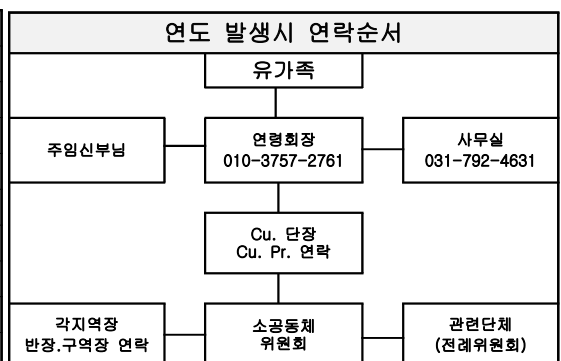 연도 발생시 연락순서
유가족
주임신부님
연령회장
010-3757-2761
사무실
031-792-4631
Cu. 단장
Cu. Pr. 연락
각지역장
반장.구역장 연락
소공동체
위원회
관련단체
(전례위원회)